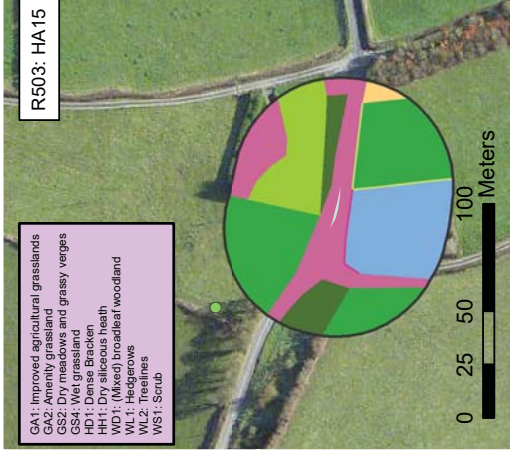 R503: HA15
GA1: Improved agricultural grasslands
GA2: Amenity grassland
GS2: Dry meadows and grassy verges
GS4: Wet grassland
HD1: Dense Bracken
HH1: Dry siliceous heath
WD1: (Mixed) broadleaf woodland
WL1: Hedgerows
WL2: Treelines
WS1: Scrub
0 25 50 100
Meters